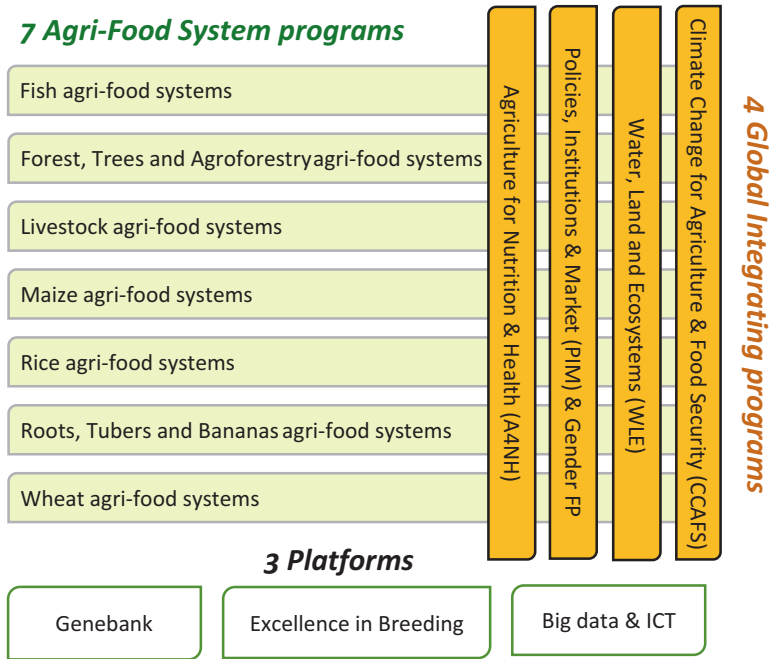 7 Agri-Food System programs
Fish agri-food systems
Forest, Trees and Agroforestryagri-food systems
Livestock agri-food systems
Maize agri-food systems
Rice agri-food systems
Roots, Tubers and Bananas agri-food systems
Wheat agri-food systems
Agriculture for Nutrition & Health (A4NH)
Policies, Institutions & Market (PIM) & Gender FP
Water, Land and Ecosystems (WLE)
Climate Change for Agriculture & Food Security (CCAFS)
4 Global Integrating programs
3 Platforms
Genebank
Excellence in Breeding
Big data & ICT